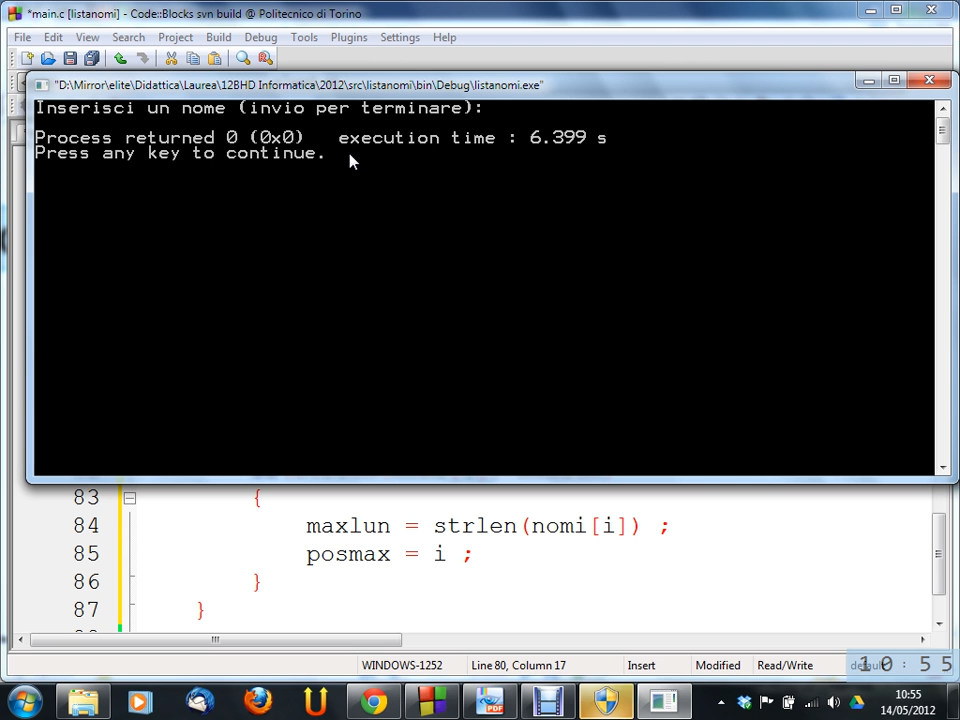 *main.c [listanomi] - Code::Blocks svn build @ Politecnico di Torino
File Edit View Search Project Build Debug Tools Plugins Settings Help
"D:\Mirror\elite\Didattica\Laurea\12BHD Informatica\2012\src\listanomi\bin\Debug\listanomi.exe"
Inserisci un nome (invio per terminare):
Process returned 0 (0x0) execution time : 6.399 s
Press any key to continue.
83 {
84 maxlun = strlen(nomi[i]) ;
85 posmax = i ;
86 }
87 }
WINDOWS-1252 Line 80, Column 17 Insert Modified Read/Write default
10:55
PDF
10:55
14/05/2012